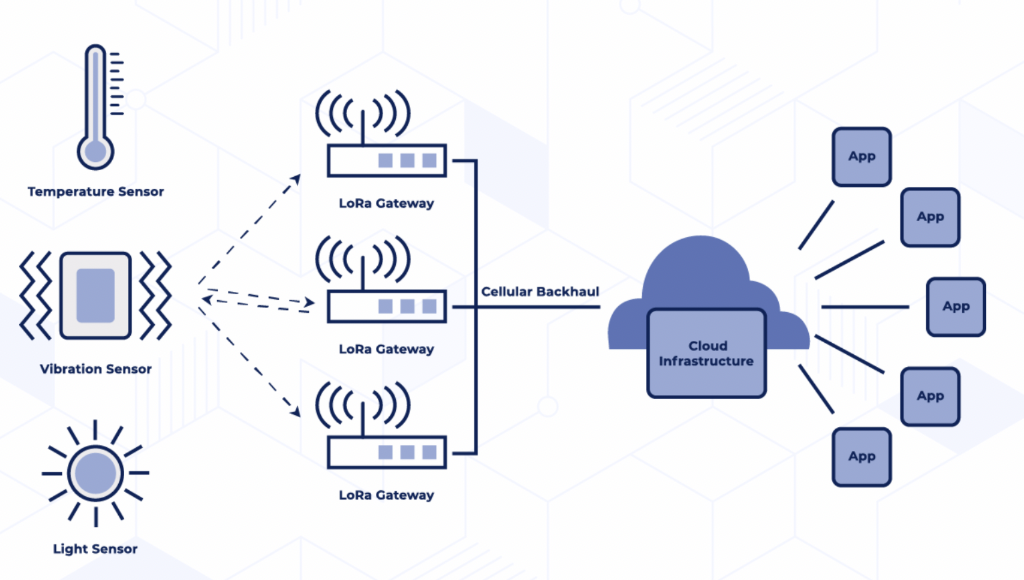 Temperature Sensor
Vibration Sensor
Light Sensor
LoRa Gateway
LoRa Gateway
LoRa Gateway
Cellular Backhaul
Cloud
Infrastructure
App
App
App
App
App